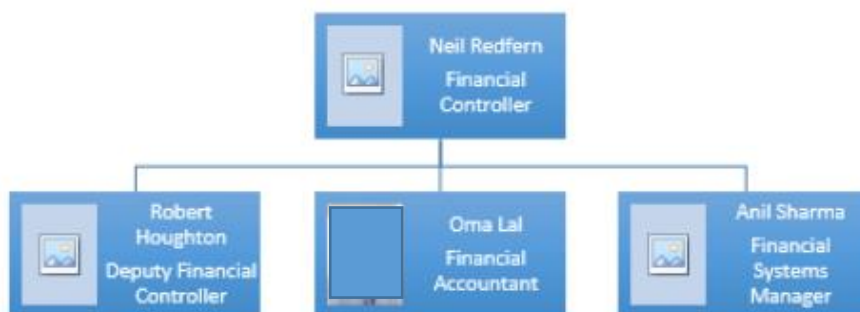 Neil Redfern
Financial
Controller
Robert
Houghton
Deputy Financial
Controller
Oma Lal
Financial
Accountant
Anil Sharma
Financial
Systems
Manager